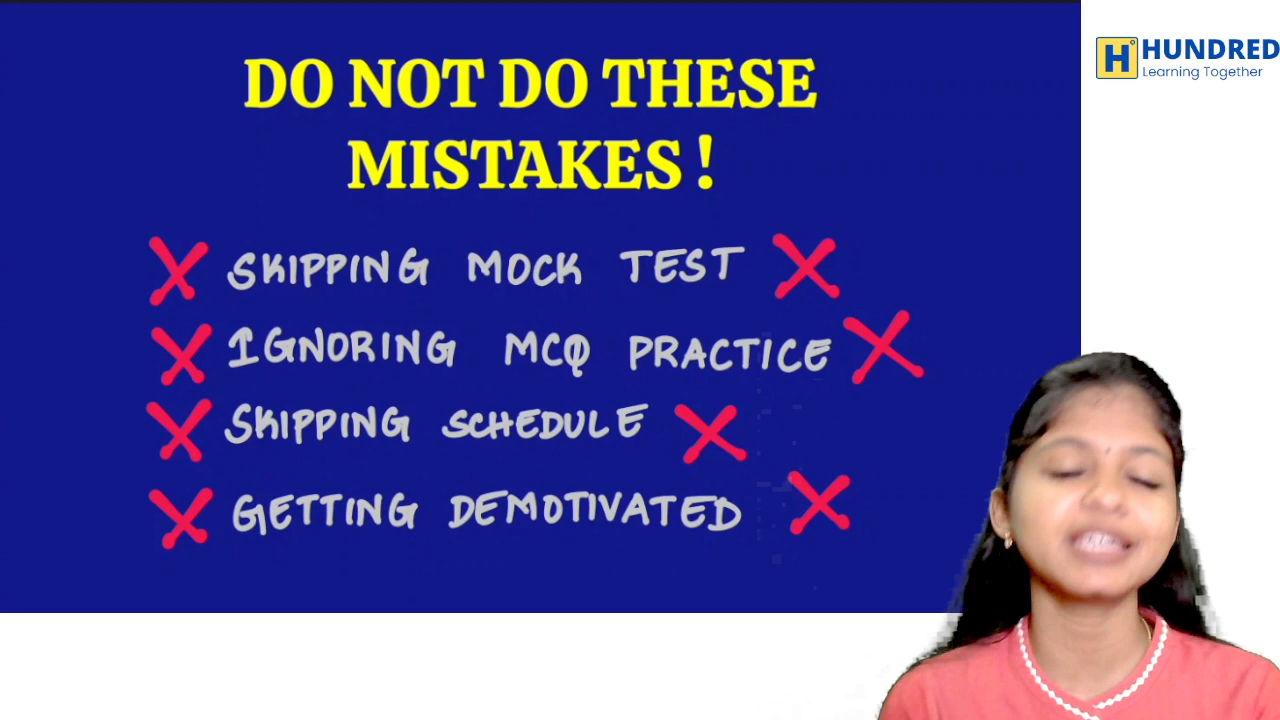 DO NOT DO THESE
MISTAKES !
SKIPPING MOCK TEST
IGNORING MCQ PRACTICE
SKIPPING SCHEDULE
GETTING DEMOTIVATED
H° HUNDRED
Learning Together